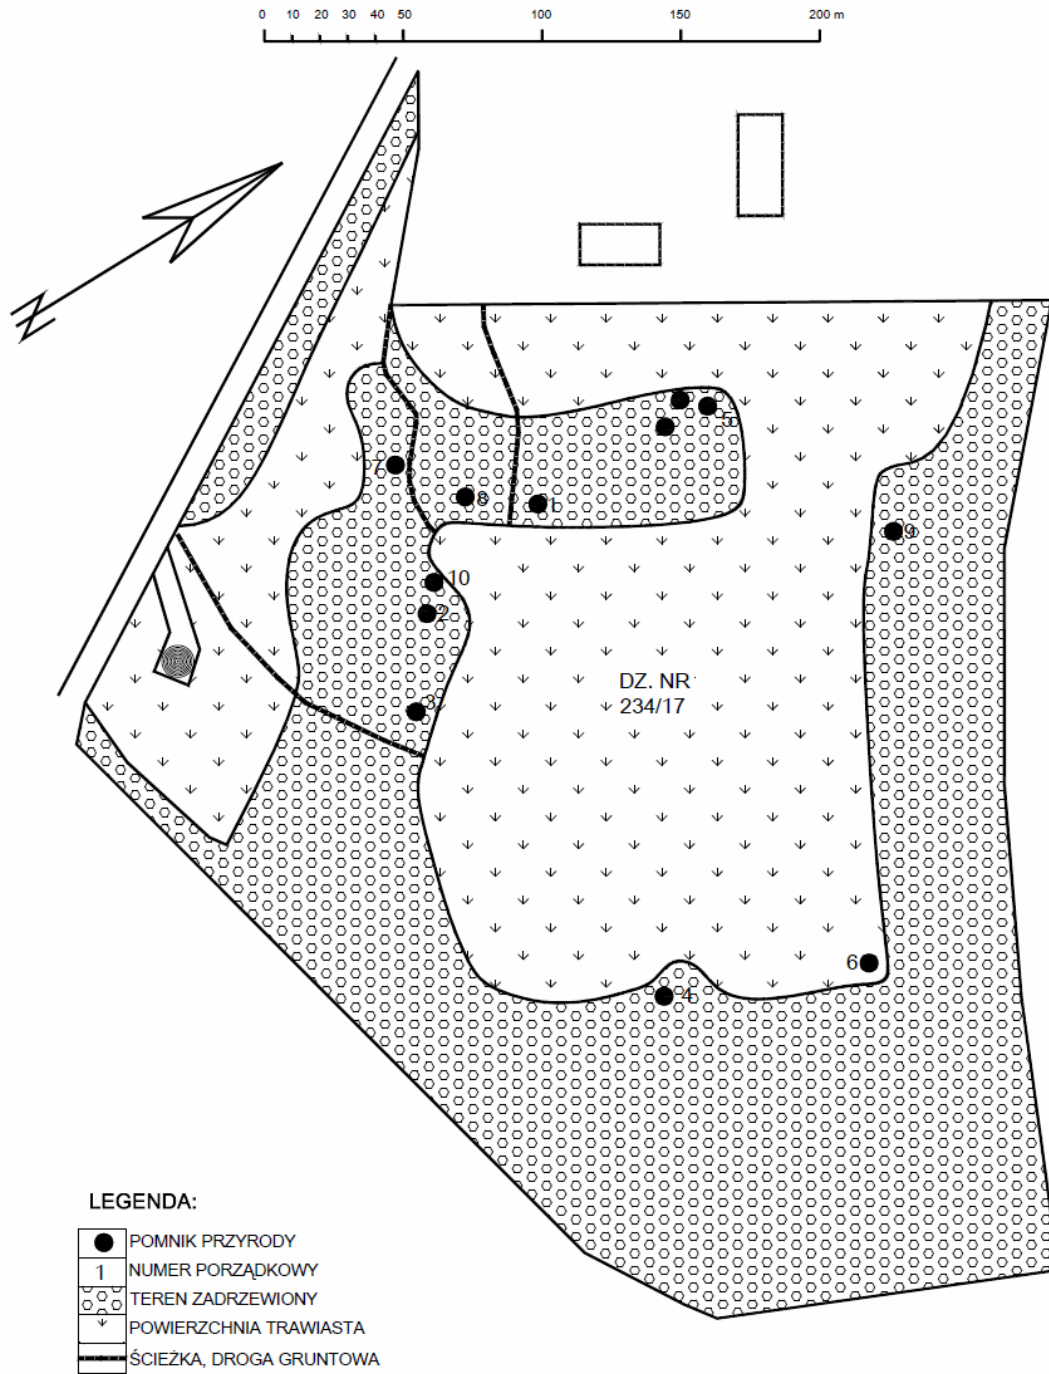 0 10 20 30 40 50 100 150 200 m
N
5
7
8
1
9
10
2
DZ. NR
234/17
3
6
4
LEGENDA:
POMNIK PRZYRODY
1 NUMER PORZĄDKOWY
TEREN ZADRZEWIONY
POWIERZCHNIA TRAWIASTA
ŚCIEŻKA, DROGA GRUNTOWA